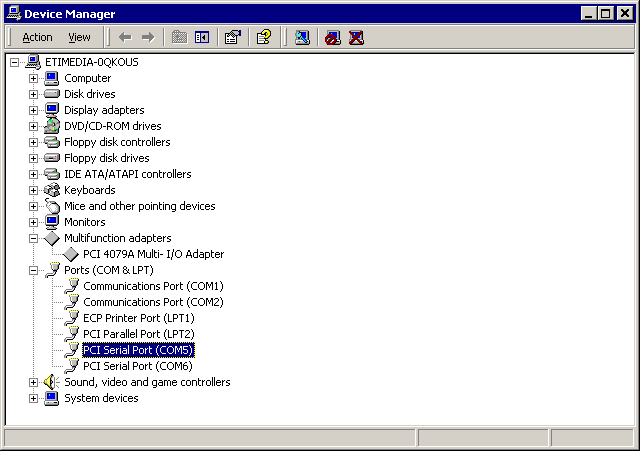 Device Manager
Action View
ETIMEDIA-0QKOUS
Computer
Disk drives
Display adapters
DVD/CD-ROM drives
Floppy disk controllers
Floppy disk drives
IDE ATA/ATAPI controllers
Keyboards
Mice and other pointing devices
Monitors
Multifunction adapters
PCI 4079A Multi- I/O Adapter
Ports (COM & LPT)
Communications Port (COM1)
Communications Port (COM2)
ECP Printer Port (LPT1)
PCI Parallel Port (LPT2)
PCI Serial Port (COM5)
PCI Serial Port (COM6)
Sound, video and game controllers
System devices